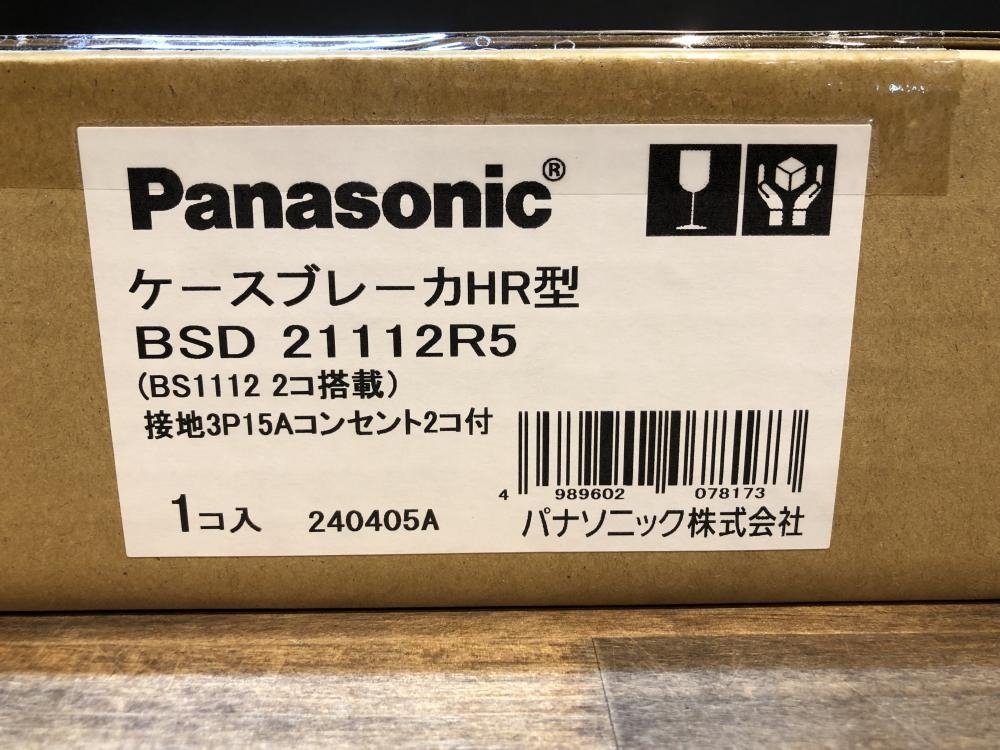 Panasonic®
ケースブレーカHR型
BSD 21112R5
(BS1112 2コ搭載)
接地3P15Aコンセント2コ付
4 989602 078173
1コ入 240405A
パナソニック株式会社